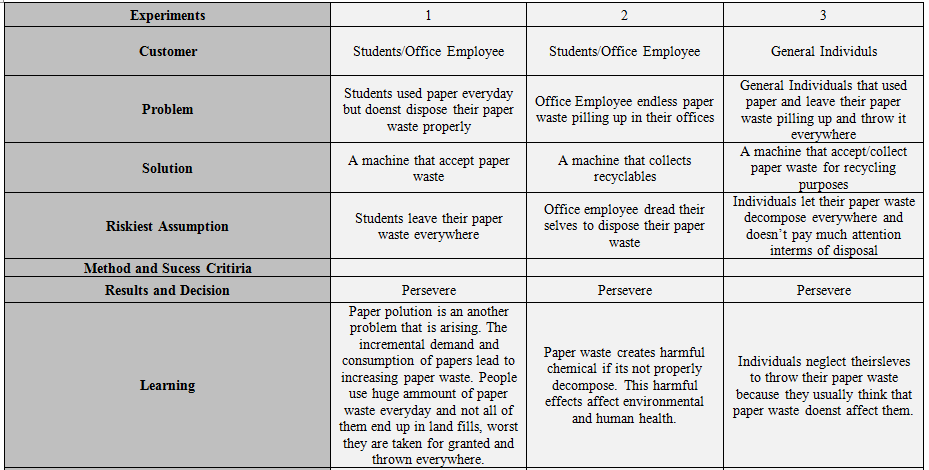 Experiments 1 2 3
Customer Students/Office Employee Students/Office Employee General Individuls
Problem
Students used paper everyday
but doenst dispose their paper
waste properly
Office Employee endless paper
waste pilling up in their offices
General Individuals that used
paper and leave their paper
waste pilling up and throw it
everywhere
Solution
A machine that accept paper
waste
A machine that collects
recyclables
A machine that accept/collect
paper waste for recycling
purposes
Riskiest Assumption
Students leave their paper
waste everywhere
Office employee dread their
selves to dispose their paper
waste
Individuals let their paper waste
decompose everywhere and
doesn’t pay much attention
interms of disposal
Method and Sucess Critiria
Results and Decision Persevere Persevere Persevere
Learning
Paper polution is an another
problem that is arising. The
incremental demand and
consumption of papers lead to
increasing paper waste. People
use huge ammount of paper
waste everyday and not all of
them end up in land fills, worst
they are taken for granted and
thrown everywhere.
Paper waste creates harmful
chemical if its not properly
decompose. This harmful
effects affect environmental
and human health.
Individuals neglect theirsleves
to throw their paper waste
because they usually think that
paper waste doenst affect them.